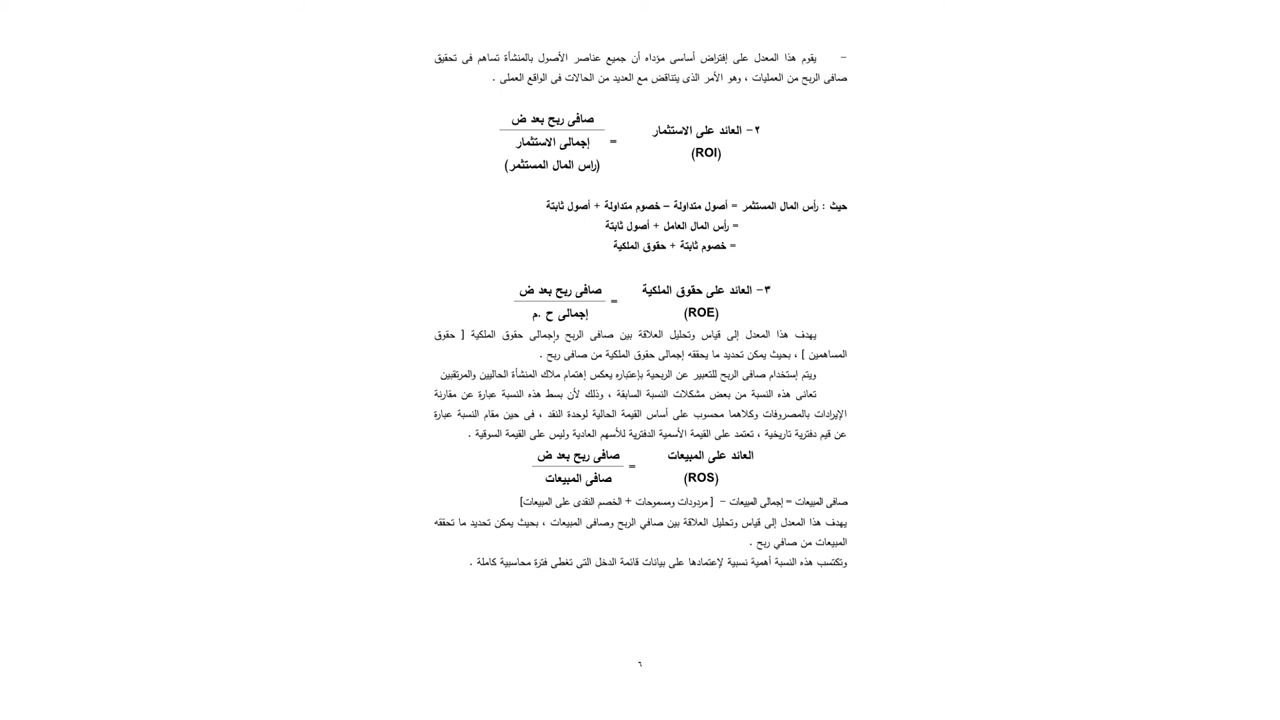 – يقوم هذا المعدل على إفتراض أساسى مؤداه أن جميع عناصر الأصول بالمنشأة تساهم فى تحقيق
صافى الربح من العمليات ، وهو الأمر الذى يتناقض مع العديد من الحالات فى الواقع العملى .
٢– العائد على الاستثمار = صافى ربح بعد ض
(ROI) إجمالى الاستثمار
(راس المال المستثمر)
حيث : رأس المال المستثمر = أصول متداولة – خصوم متداولة + أصول ثابتة
= رأس المال العامل + أصول ثابتة
= خصوم ثابتة + حقوق الملكية
٣– العائد على حقوق الملكية = صافى ربح بعد ض
(ROE) إجمالى ح .م
يهدف هذا المعدل إلى قياس وتحليل العلاقة بين صافى الربح وإجمالى حقوق الملكية [ حقوق
المساهمين ] ، بحيث يمكن تحديد ما يحققه إجمالى حقوق الملكية من صافى ربح .
ويتم إستخدام صافى الربح للتعبير عن الربحية بإعتباره يعكس إهتمام ملاك المنشأة الحاليين والمرتقبين
تعانى هذه النسبة من بعض مشكلات النسبة السابقة ، وذلك لأن بسط هذه النسبة عبارة عن مقارنة
الإيرادات بالمصروفات وكلاهما محسوب على أساس القيمة الحالية لوحدة النقد ، فى حين مقام النسبة عبارة
عن قيم دفترية تاريخية ، تعتمد على القيمة الأسمية الدفترية للأسهم العادية وليس على القيمة السوقية .
العائد على المبيعات = صافى ربح بعد ض
(ROS) صافى المبيعات
صافى المبيعات = إجمالى المبيعات – [ مردودات ومسموحات + الخصم النقدى على المبيعات]
يهدف هذا المعدل إلى قياس وتحليل العلاقة بين صافي الربح وصافى المبيعات ، بحيث يمكن تحديد ما تحققه
المبيعات من صافي ربح .
وتكتسب هذه النسبة أهمية نسبية لإعتمادها على بيانات قائمة الدخل التى تغطى فترة محاسبية كاملة .
٦